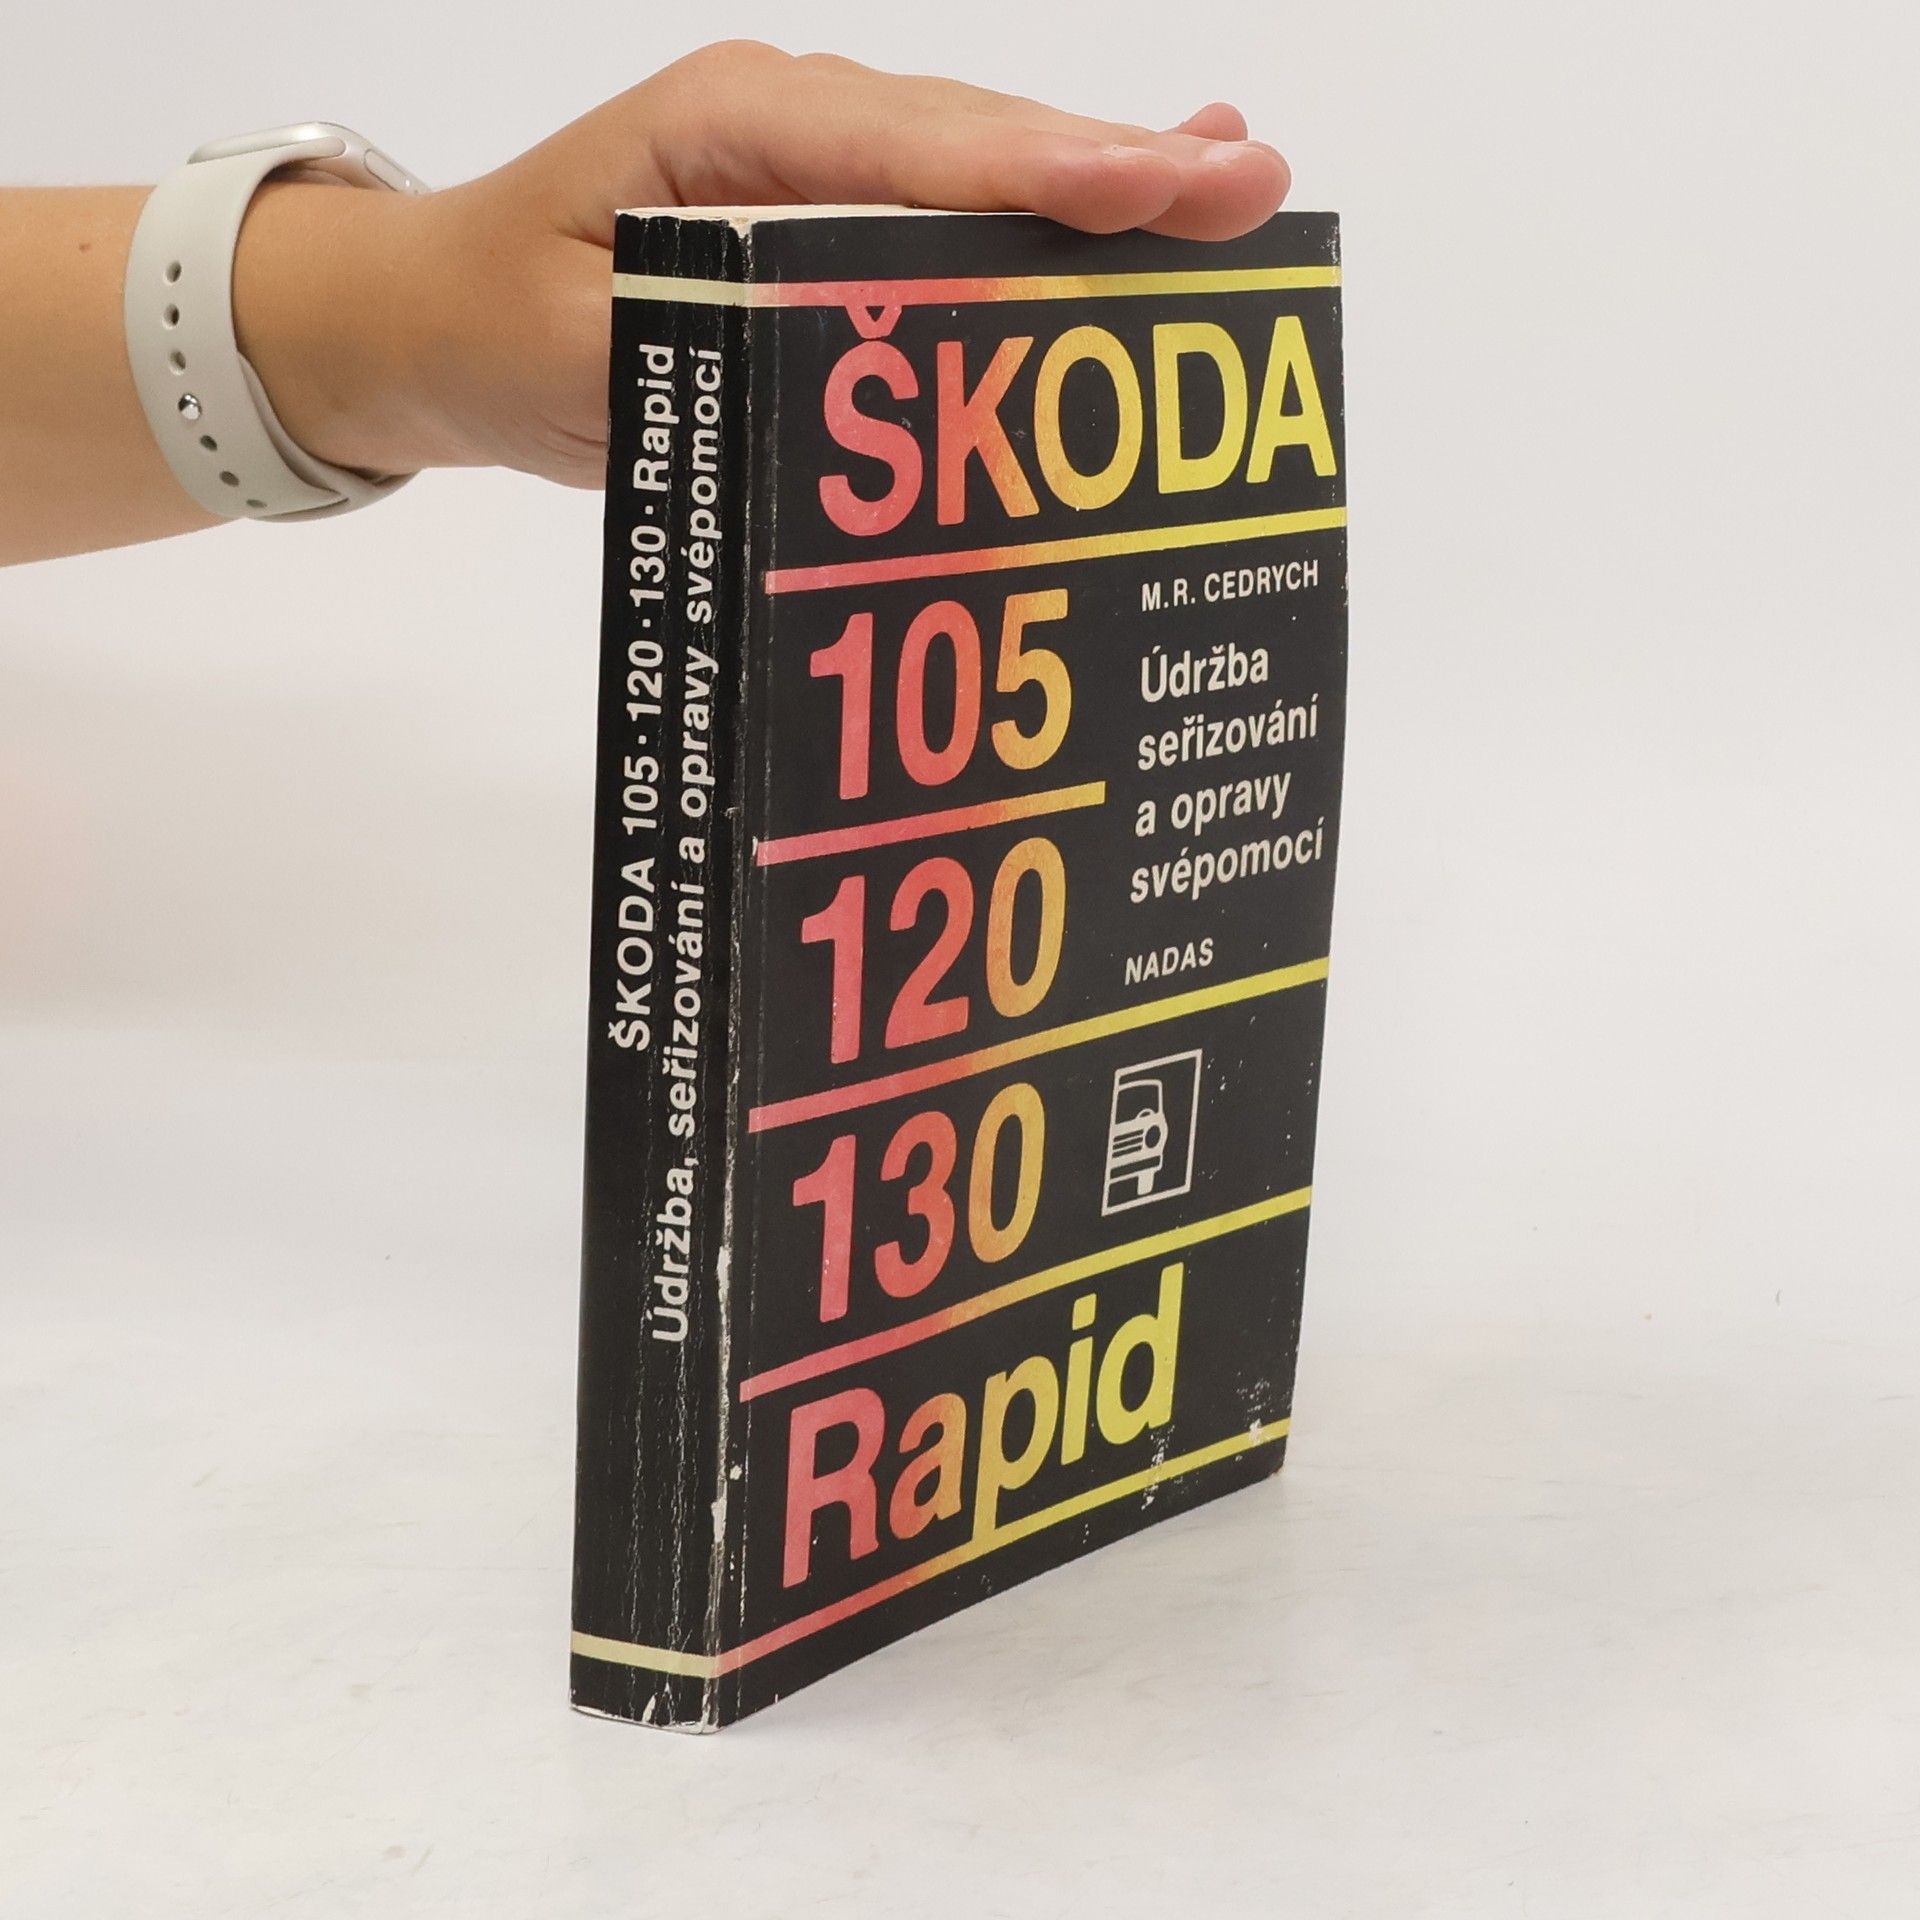 ŠKODA 105·120·130·Rapid
Údržba, seřizování a opravy svépomocí
ŠKODA
105
120
130
Rapid
M.R. CEDRYCH
Údržba
seřizování
a opravy
svépomocí
NADAS